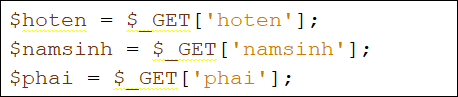 $hoten = $_GET['hoten'];
$namsinh = $_GET['namsinh'];
$phai = $_GET['phai'];